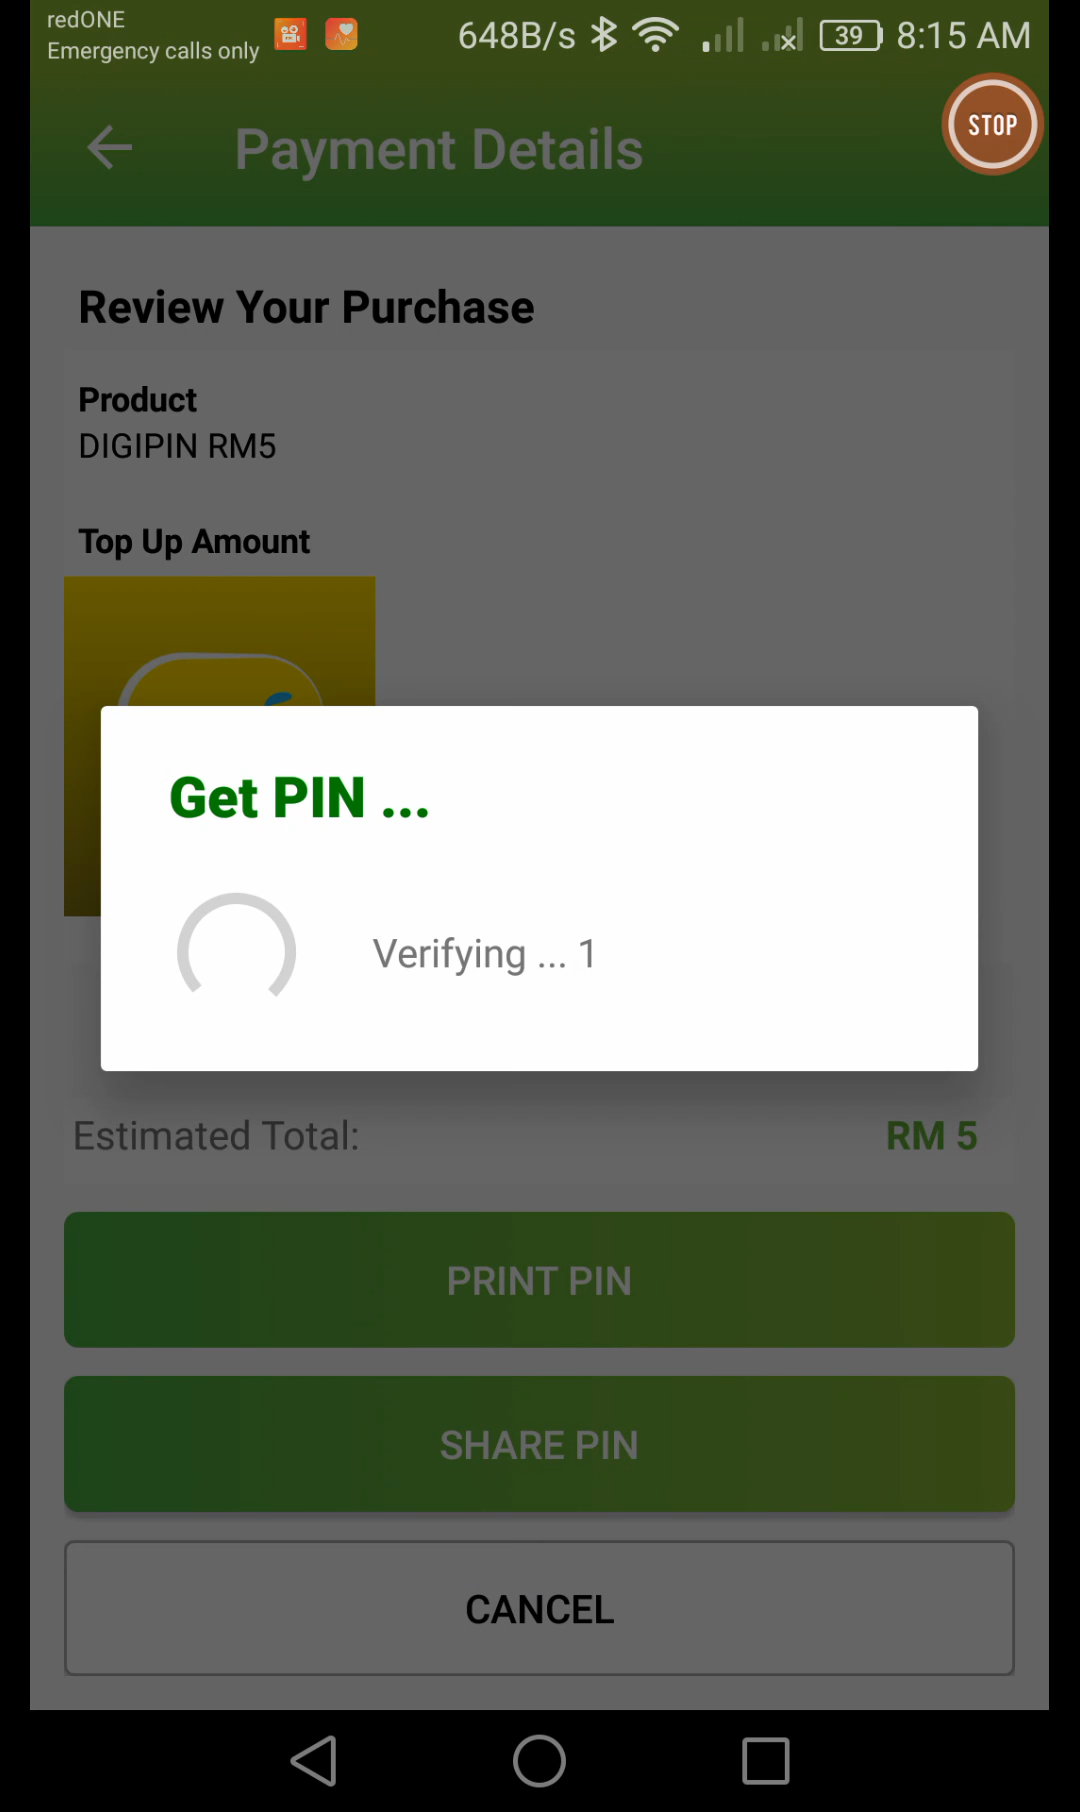 redONE
Emergency calls only
648B/s
39
8:15 AM
STOP
Payment Details
Review Your Purchase
Product
DIGIPIN RM5
Top Up Amount
Get PIN ...
Verifying ... 1
Estimated Total:
RM 5
PRINT PIN
SHARE PIN
CANCEL